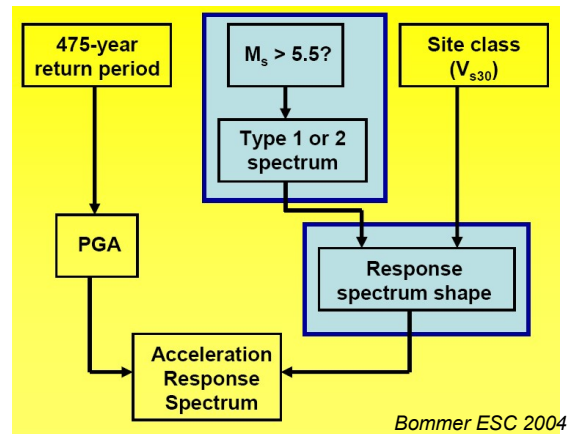 475-year
return period
Mₛ > 5.5?
Site class
(Vₛ₃₀)
Type 1 or 2
spectrum
PGA
Response
spectrum shape
Acceleration
Response
Spectrum
Bommer ESC 2004